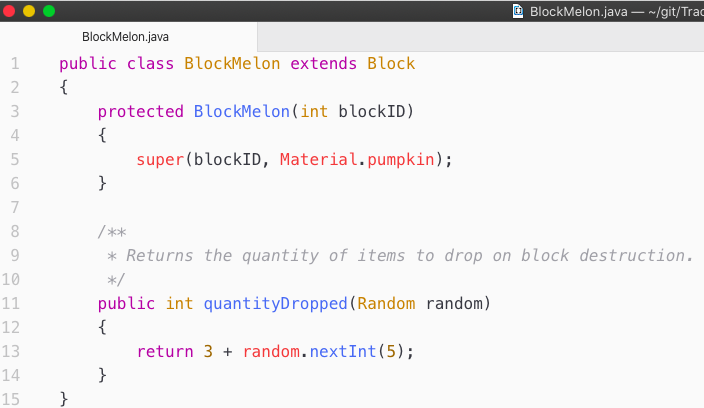 BlockMelon.java — ~/git/Trac
BlockMelon.java
1 public class BlockMelon extends Block
2 {
3     protected BlockMelon(int blockID)
4     {
5         super(blockID, Material.pumpkin);
6     }
7
8     /**
9      * Returns the quantity of items to drop on block destruction.
10      */
11     public int quantityDropped(Random random)
12     {
13         return 3 + random.nextInt(5);
14     }
15 }